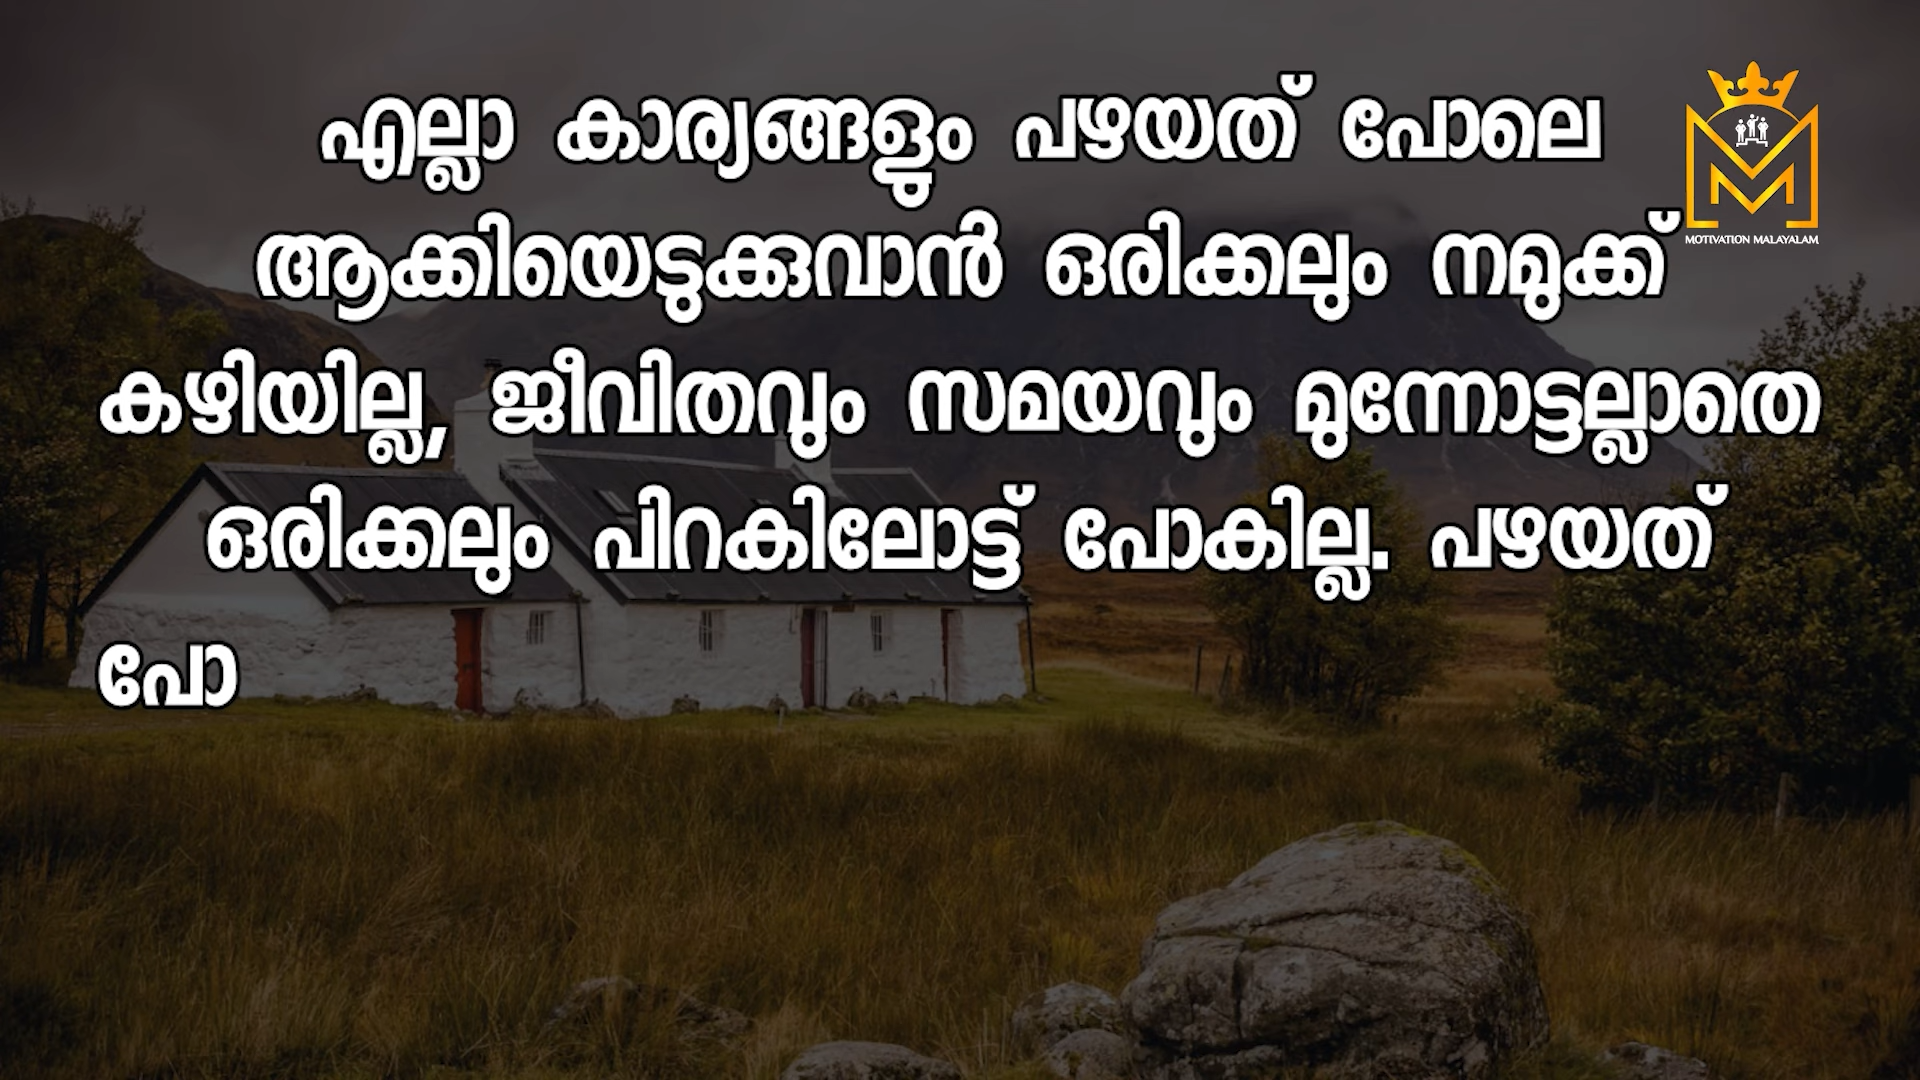 എല്ലാ കാര്യങ്ങളും പഴയത് പോലെ
ആക്കിയെടുക്കുവാൻ ഒരിക്കലും നമുക്ക്
കഴിയില്ല, ജീവിതവും സമയവും മുന്നോട്ടല്ലാതെ
ഒരിക്കലും പിറകിലോട്ട് പോകില്ല. പഴയത്
പോ
MOTIVATION MALAYALAM